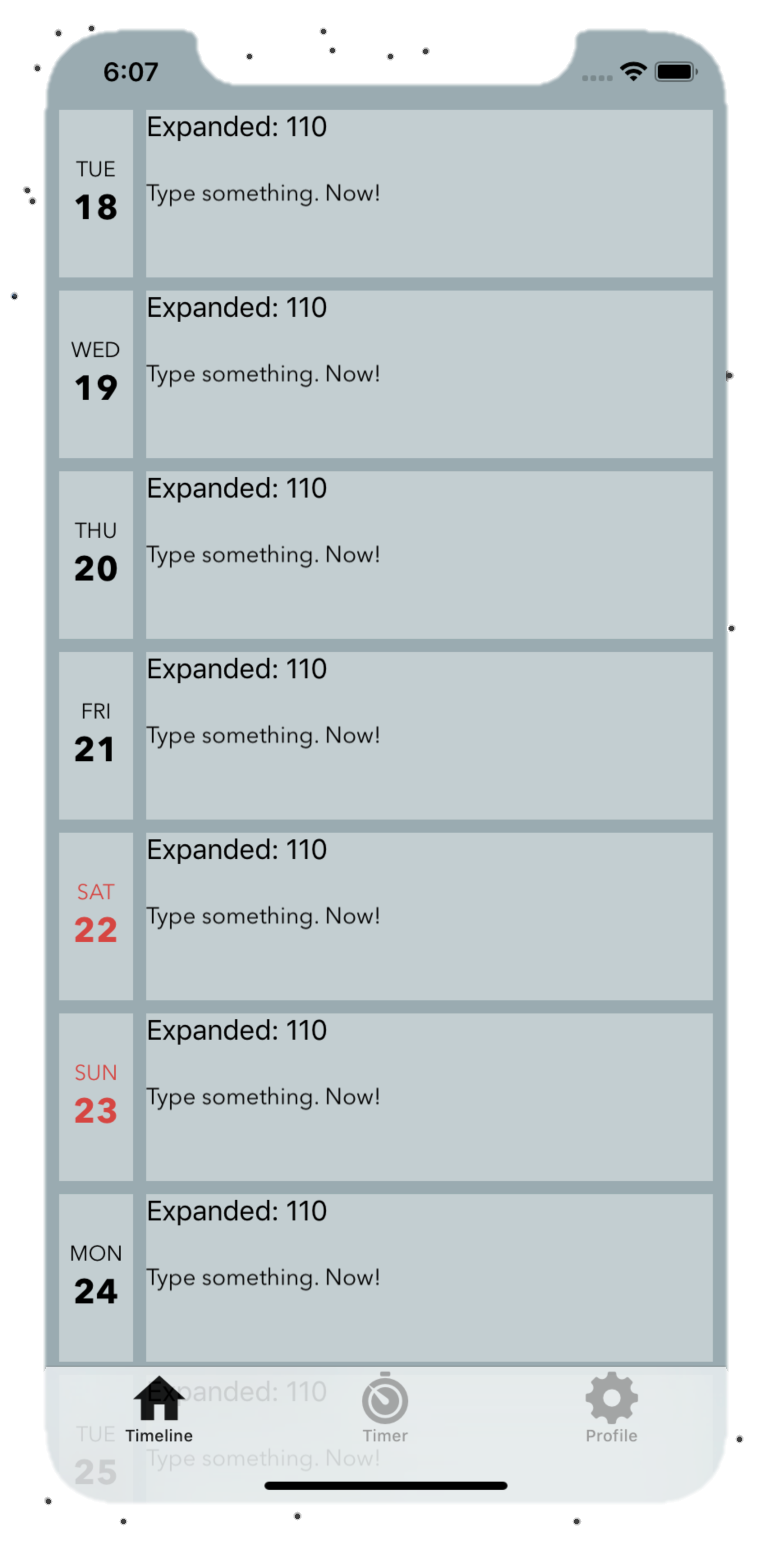 6:07
Expanded: 110
TUE
18
Type something. Now!
Expanded: 110
WED
19
Type something. Now!
Expanded: 110
THU
20
Type something. Now!
Expanded: 110
FRI
21
Type something. Now!
Expanded: 110
SAT
22
Type something. Now!
Expanded: 110
SUN
23
Type something. Now!
Expanded: 110
MON
24
Type something. Now!
Expanded: 110
TUE
25
Type something. Now!
Timeline
Timer
Profile